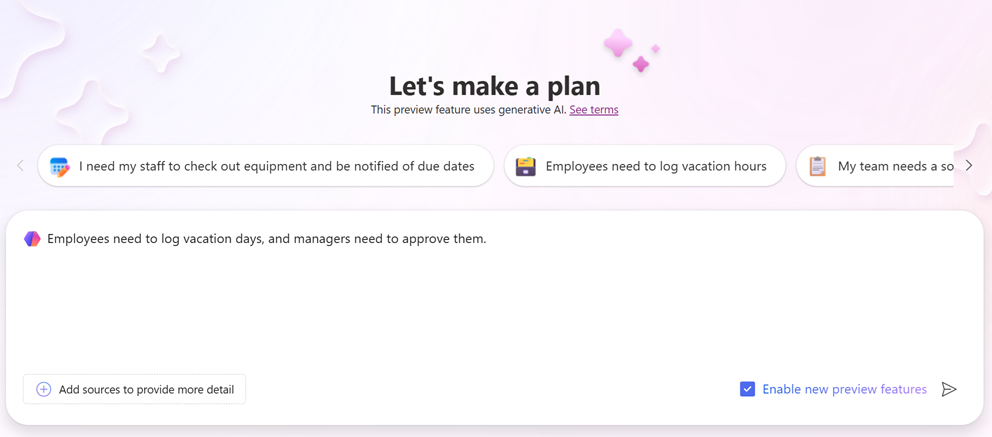 Let's make a plan
This preview feature uses generative AI. See terms
I need my staff to check out equipment and be notified of due dates
Employees need to log vacation hours
My team needs a so
Employees need to log vacation days, and managers need to approve them.
Add sources to provide more detail
Enable new preview features